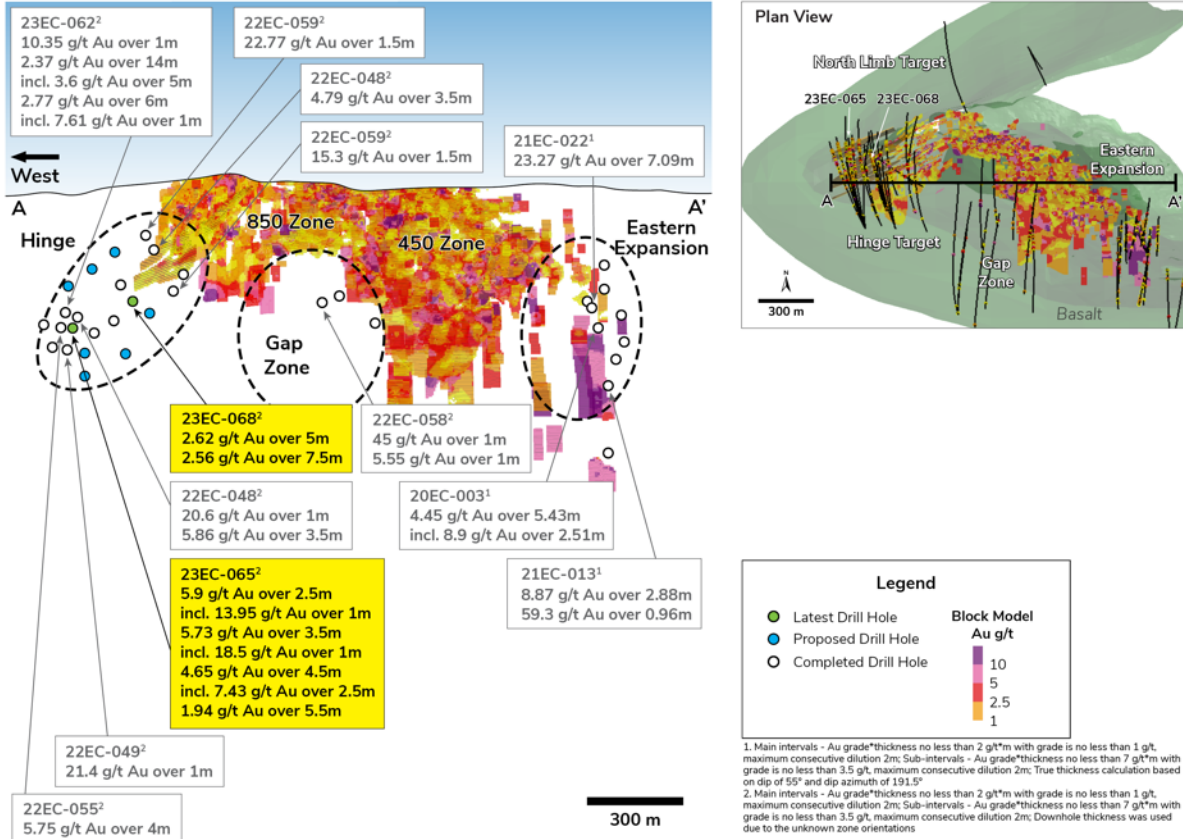 23EC-062²
10.35 g/t Au over 1m
2.37 g/t Au over 14m
incl. 3.6 g/t Au over 5m
2.77 g/t Au over 6m
incl. 7.61 g/t Au over 1m
22EC-059²
22.77 g/t Au over 1.5m
22EC-048²
4.79 g/t Au over 3.5m
22EC-059²
15.3 g/t Au over 1.5m
21EC-022¹
23.27 g/t Au over 7.09m
West
A
A'
Hinge
850 Zone
450 Zone
Eastern
Expansion
Gap
Zone
23EC-068²
2.62 g/t Au over 5m
2.56 g/t Au over 7.5m
22EC-058²
45 g/t Au over 1m
5.55 g/t Au over 1m
22EC-048²
20.6 g/t Au over 1m
5.86 g/t Au over 3.5m
20EC-003¹
4.45 g/t Au over 5.43m
incl. 8.9 g/t Au over 2.51m
23EC-065²
5.9 g/t Au over 2.5m
incl. 13.95 g/t Au over 1m
5.73 g/t Au over 3.5m
incl. 18.5 g/t Au over 1m
4.65 g/t Au over 4.5m
incl. 7.43 g/t Au over 2.5m
1.94 g/t Au over 5.5m
21EC-013¹
8.87 g/t Au over 2.88m
59.3 g/t Au over 0.96m
22EC-049²
21.4 g/t Au over 1m
22EC-055²
5.75 g/t Au over 4m
300 m
Plan View
North Limb Target
23EC-065
23EC-068
Eastern
Expansion
A
A'
Hinge Target
Gap
Zone
N
300 m
Basalt
Legend
Latest Drill Hole
Proposed Drill Hole
Completed Drill Hole
Block Model
Au g/t
10
5
2.5
1
1. Main intervals - Au grade*thickness no less than 2 g/t*m with grade is no less than 1 g/t,
maximum consecutive dilution 2m; Sub-intervals - Au grade*thickness no less than 7 g/t*m with
grade is no less than 3.5 g/t, maximum consecutive dilution 2m; True thickness calculation based
on dip of 55° and dip azimuth of 191.5°
2. Main intervals - Au grade*thickness no less than 2 g/t*m with grade is no less than 1 g/t,
maximum consecutive dilution 2m; Sub-intervals - Au grade*thickness no less than 7 g/t*m with
grade is no less than 3.5 g/t, maximum consecutive dilution 2m; Downhole thickness was used
due to the unknown zone orientations